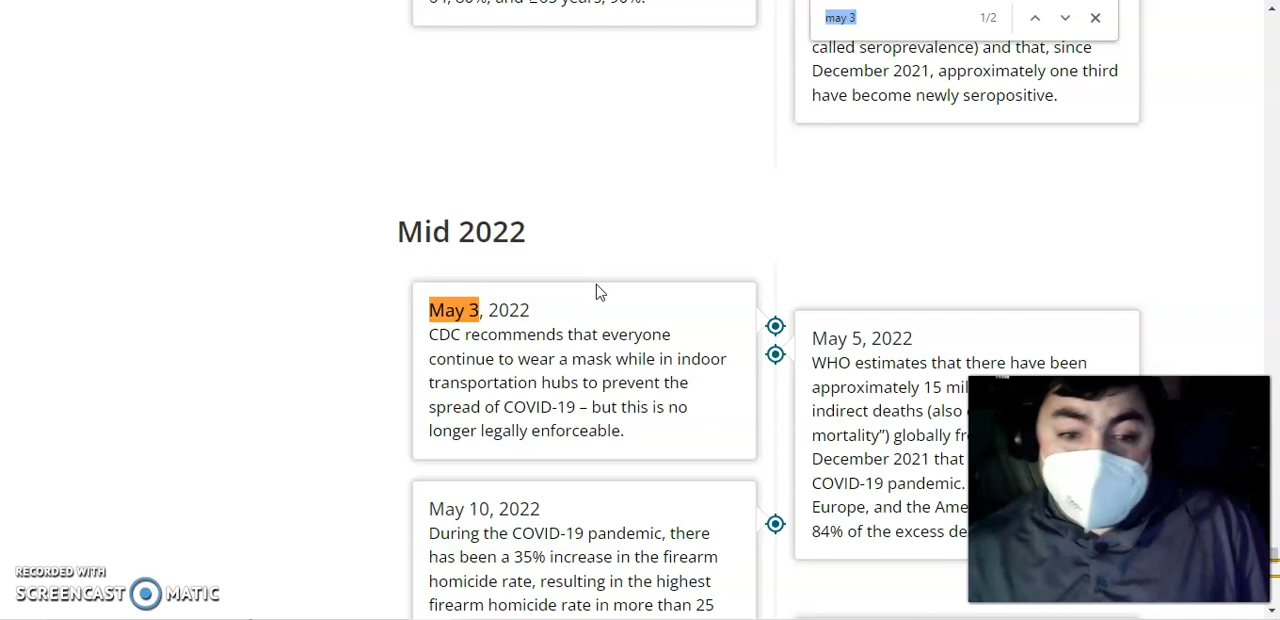 64, 80%, and ≥65 years, 90%.
may 3
1/2
called seroprevalence) and that, since
December 2021, approximately one third
have become newly seropositive.
Mid 2022
May 3, 2022
CDC recommends that everyone
continue to wear a mask while in indoor
transportation hubs to prevent the
spread of COVID-19 – but this is no
longer legally enforceable.
May 5, 2022
WHO estimates that there have been
approximately 15 mil
indirect deaths (also
mortality”) globally fr
December 2021 that
COVID-19 pandemic.
Europe, and the Ame
84% of the excess de
May 10, 2022
During the COVID-19 pandemic, there
has been a 35% increase in the firearm
homicide rate, resulting in the highest
firearm homicide rate in more than 25
RECORDED WITH
SCREENCAST MATIC